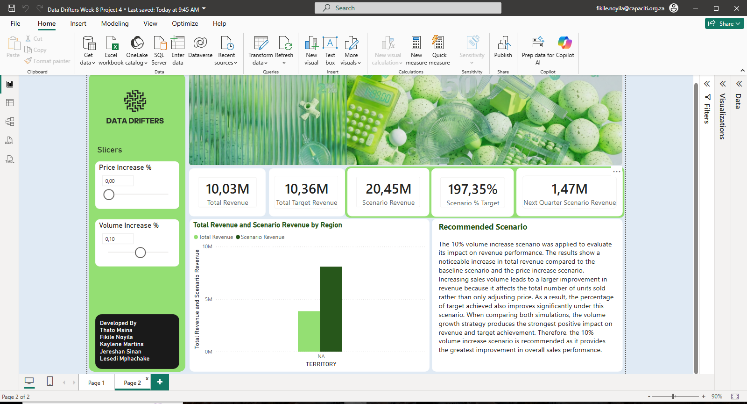 Data Drifters Week 8 Project 4 • Last saved: Today at 9:45 AM
Search
fikile.noyila@capaciti.org.za
File Home Insert Modeling View Optimize Help
Share
Paste
Cut
Copy
Format painter
Get data
Excel workbook
OneLake catalog
SQL Server
Enter data
Dataverse
Recent sources
Transform data
Refresh
New visual
Text box
More visuals
New visual calculation
New measure
Quick measure
Sensitivity
Publish
Prep data for AI
Copilot
Clipboard
Data
Queries
Insert
Calculations
Sensitivity
Share
Copilot
DATA DRIFTERS
Slicers
Price Increase %
0,00
Volume Increase %
0,10
Developed By
Thato Msina
Fikile Noyila
Kaylene Martins
Jereshan Sinan
Lesedi Mphachake
10,03M
Total Revenue
10,36M
Total Target Revenue
20,45M
Scenario Revenue
197,35%
Scenario % Target
1,47M
Next Quarter Scenario Revenue
Total Revenue and Scenario Revenue by Region
Total Revenue Scenario Revenue
Total Revenue and Scenario Revenue
10M
5M
0M
NA
TERRITORY
Recommended Scenario
The 10% volume increase scenario was applied to evaluate
its impact on revenue performance. The results show a
noticeable increase in total revenue compared to the
baseline scenario and the price increase scenario.
Increasing sales volume leads to a larger improvement in
revenue because it affects the total number of units sold
rather than only adjusting price. As a result, the percentage
of target achieved also improves significantly under this
scenario. When comparing both simulations, the volume
growth strategy produces the strongest positive impact on
revenue and target achievement. Therefore, the 10%
volume increase scenario is recommended as it provides
the greatest improvement in overall sales performance.
Filters
Visualizations
Data
Page 1
Page 2
Page 2 of 2
90%